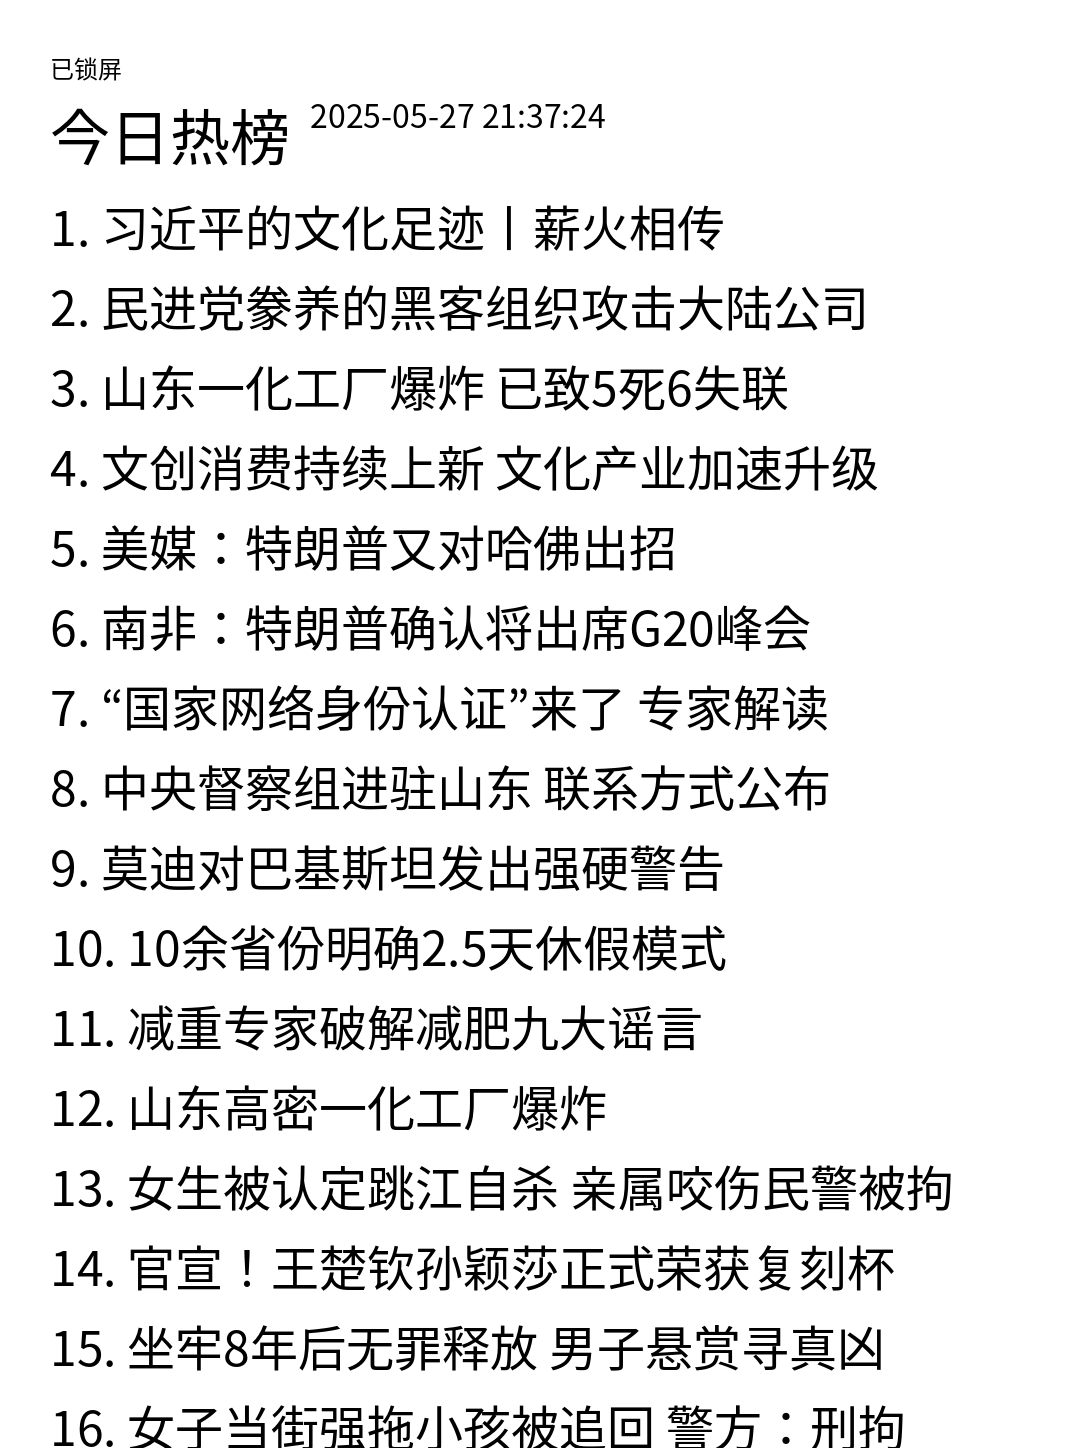 已锁屏
今日热榜 2025-05-27 21:37:24
1. 习近平的文化足迹丨薪火相传
2. 民进党豢养的黑客组织攻击大陆公司
3. 山东一化工厂爆炸 已致5死6失联
4. 文创消费持续上新 文化产业加速升级
5. 美媒：特朗普又对哈佛出招
6. 南非：特朗普确认将出席G20峰会
7. “国家网络身份认证”来了 专家解读
8. 中央督察组进驻山东 联系方式公布
9. 莫迪对巴基斯坦发出强硬警告
10. 10余省份明确2.5天休假模式
11. 减重专家破解减肥九大谣言
12. 山东高密一化工厂爆炸
13. 女生被认定跳江自杀 亲属咬伤民警被拘
14. 官宣！王楚钦孙颖莎正式荣获复刻杯
15. 坐牢8年后无罪释放 男子悬赏寻真凶
16. 女子当街强拖小孩被追回 警方：刑拘